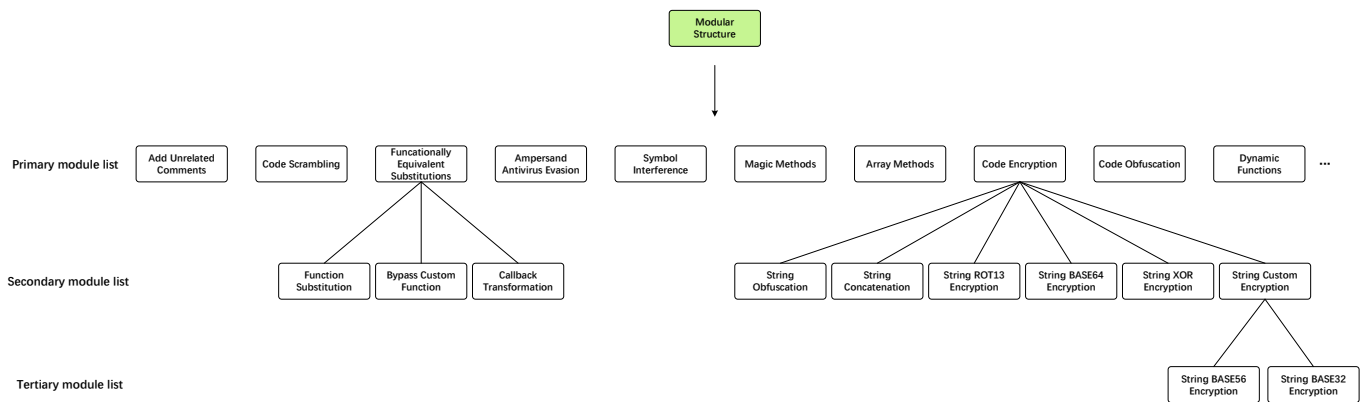 Modular
Structure
Primary module list
Add Unrelated
Comments
Code Scrambling
Funcationally
Equivalent
Substitutions
Ampersand
Antivirus Evasion
Symbol
Interference
Magic Methods
Array Methods
Code Encryption
Code Obfuscation
Dynamic
Functions
...
Secondary module list
Function
Substitution
Bypass Custom
Function
Callback
Transformation
String
Obfuscation
String
Concatenation
String ROT13
Encryption
String BASE64
Encryption
String XOR
Encryption
String Custom
Encryption
Tertiary module list
String BASE56
Encryption
String BASE32
Encryption